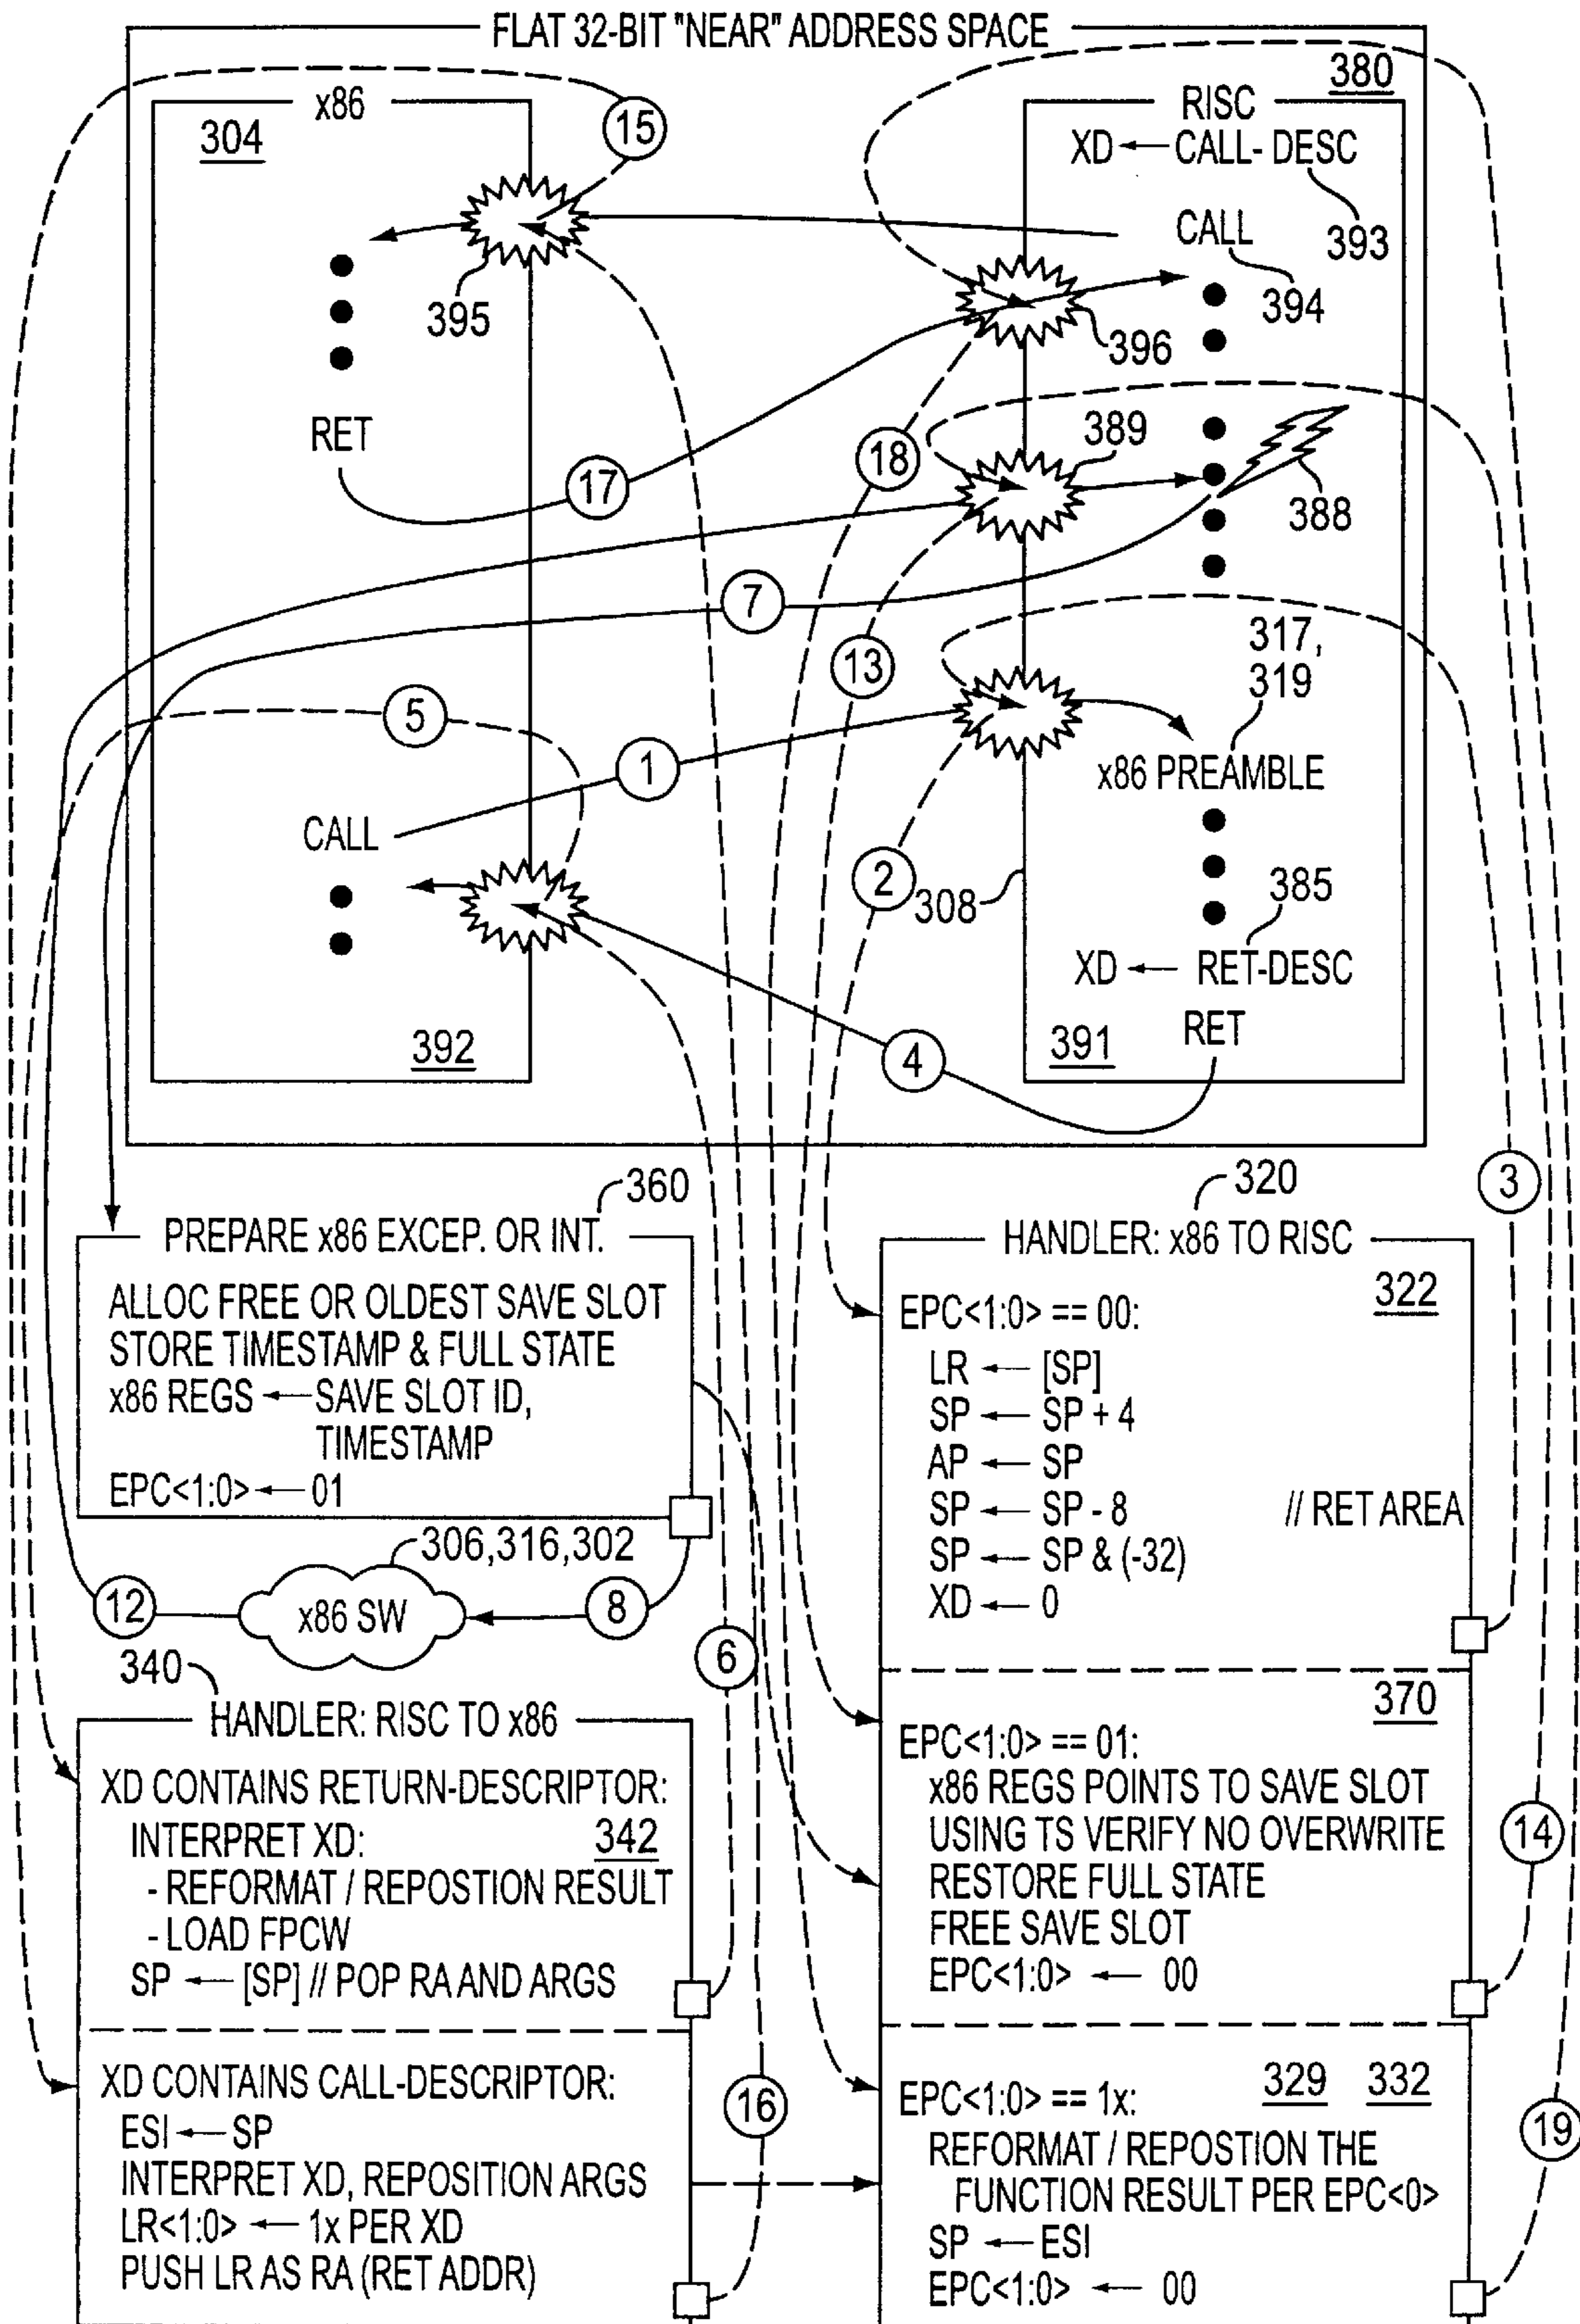 FLAT 32-BIT "NEAR" ADDRESS SPACE
380
x86
304
15
RISC
XD ← CALL- DESC
393
CALL
394
395
396
RET
17
18
389
388
7
13
317,
319
5
1
x86 PREAMBLE
CALL
2
308
385
XD ← RET-DESC
RET
392
391
4
3
360
PREPARE x86 EXCEP. OR INT.
ALLOC FREE OR OLDEST SAVE SLOT
STORE TIMESTAMP & FULL STATE
x86 REGS ← SAVE SLOT ID,
TIMESTAMP
EPC<1:0> ← 01
306,316,302
12
x86 SW
8
6
320
HANDLER: x86 TO RISC
322
EPC<1:0> == 00:
LR ← [SP]
SP ← SP + 4
AP ← SP
SP ← SP - 8 // RET AREA
SP ← SP & (-32)
XD ← 0
370
EPC<1:0> == 01:
x86 REGS POINTS TO SAVE SLOT
USING TS VERIFY NO OVERWRITE
RESTORE FULL STATE
FREE SAVE SLOT
EPC<1:0> ← 00
14
340
HANDLER: RISC TO x86
XD CONTAINS RETURN-DESCRIPTOR:
INTERPRET XD: 342
- REFORMAT / REPOSTION RESULT
- LOAD FPCW
SP ← [SP] // POP RA AND ARGS
XD CONTAINS CALL-DESCRIPTOR:
ESI ← SP
INTERPRET XD, REPOSITION ARGS
LR<1:0> ← 1x PER XD
PUSH LR AS RA (RET ADDR)
16
EPC<1:0> == 1x: 329 332
REFORMAT / REPOSTION THE
FUNCTION RESULT PER EPC<0>
SP ← ESI
EPC<1:0> ← 00
19